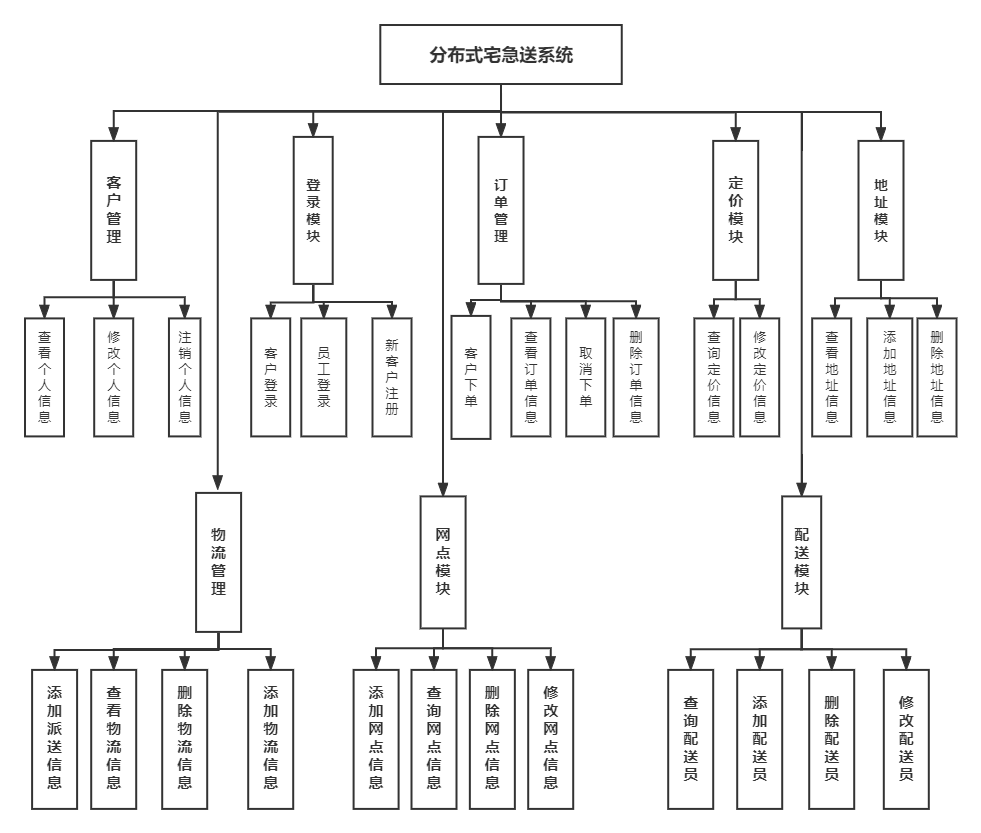 分布式宅急送系统
客户管理
登录模块
订单管理
定价模块
地址模块
查看个人信息
修改个人信息
注销个人信息
客户登录
员工登录
新客户注册
客户下单
查看订单信息
取消下单
删除订单信息
查询定价信息
修改定价信息
查看地址信息
添加地址信息
删除地址信息
物流管理
网点模块
配送模块
添加派送信息
查看物流信息
删除物流信息
添加物流信息
添加网点信息
查询网点信息
删除网点信息
修改网点信息
查询配送员
添加配送员
删除配送员
修改配送员